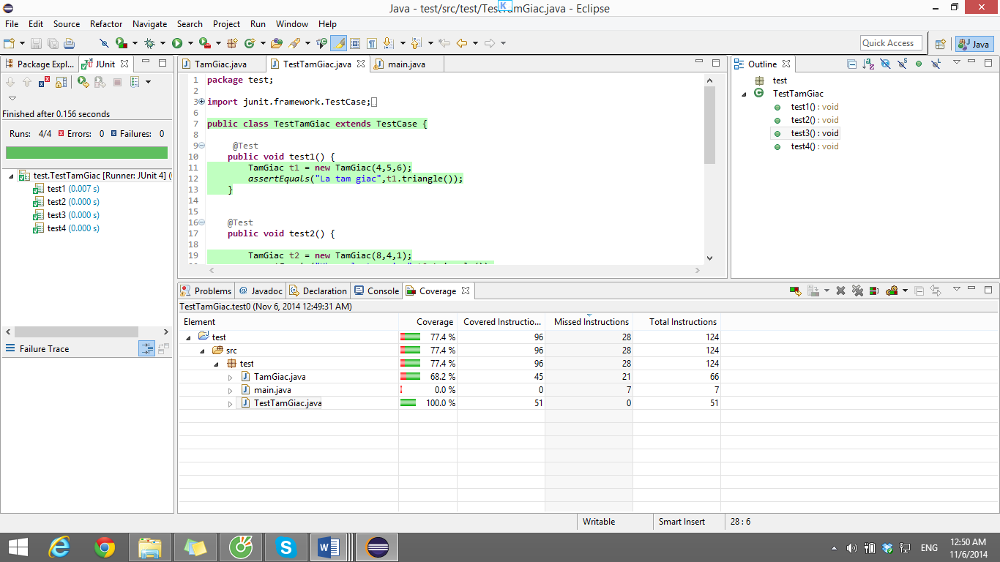 Java - test/src/test/TestTamGiac.java - Eclipse
K
File Edit Source Refactor Navigate Search Project Run Window Help
Quick Access
Java
Package Expl...
JUnit
Finished after 0.156 seconds
Runs: 4/4 Errors: 0 Failures: 0
test.TestTamGiac [Runner: JUnit 4] (
test1 (0.007 s)
test2 (0.000 s)
test3 (0.000 s)
test4 (0.000 s)
Failure Trace
TamGiac.java TestTamGiac.java main.java
1 package test;
2
3 import junit.framework.TestCase;
6
7 public class TestTamGiac extends TestCase {
8
9 @Test
10 public void test1() {
11 TamGiac t1 = new TamGiac(4,5,6);
12 assertEquals("La tam giac",t1.triangle());
13 }
14
15
16 @Test
17 public void test2() {
18
19 TamGiac t2 = new TamGiac(8,4,1);
Outline
test
TestTamGiac
test1() : void
test2() : void
test3() : void
test4() : void
Problems @ Javadoc Declaration Console Coverage
TestTamGiac.test0 (Nov 6, 2014 12:49:31 AM)
Element Coverage Covered Instructio... Missed Instructions Total Instructions
test 77.4 % 96 28 124
src 77.4 % 96 28 124
test 77.4 % 96 28 124
TamGiac.java 68.2 % 45 21 66
main.java 0.0 % 0 7 7
TestTamGiac.java 100.0 % 51 0 51
Writable Smart Insert 28 : 6
ENG
12:50 AM
11/6/2014